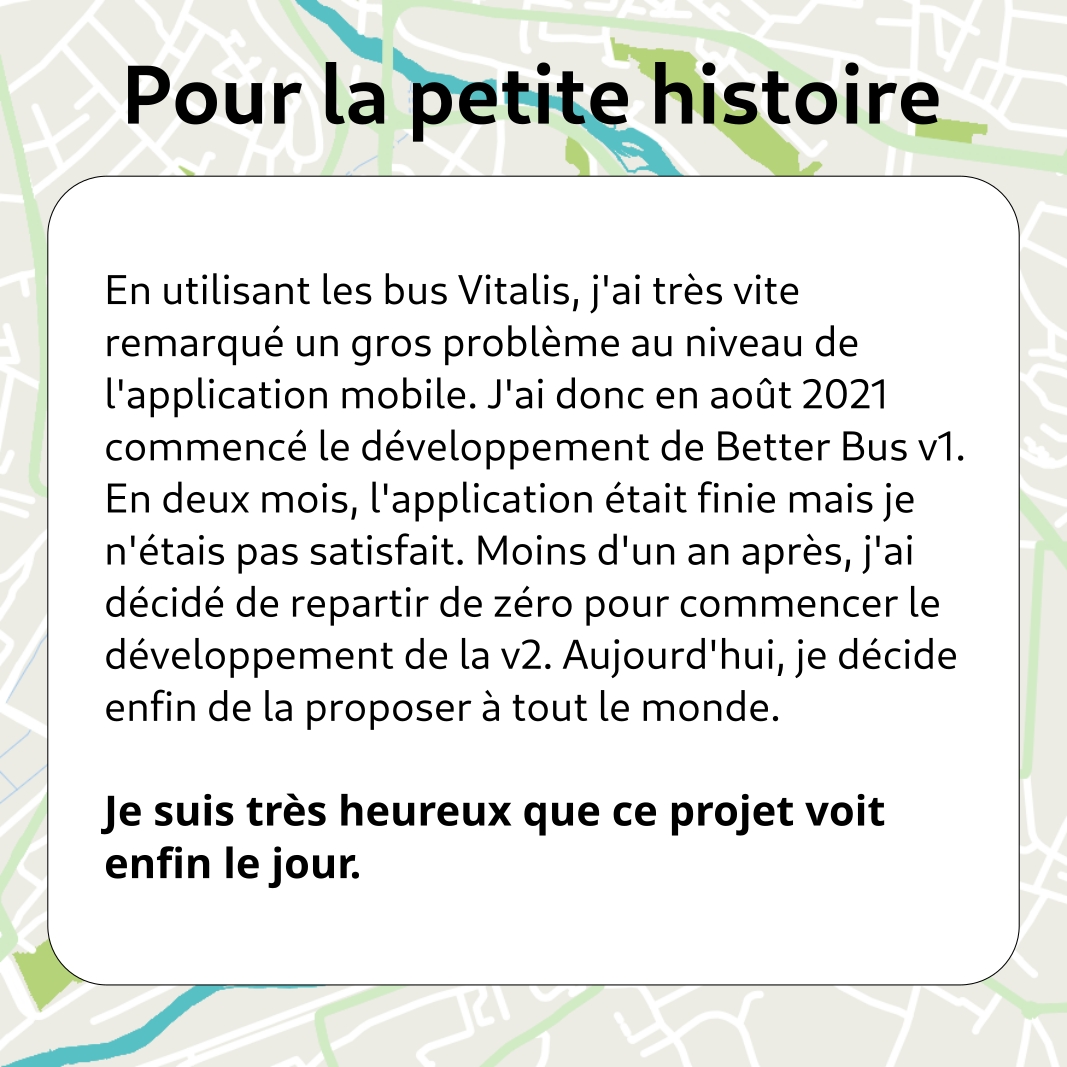 Pour la petite histoire
En utilisant les bus Vitalis, j'ai très vite
remarqué un gros problème au niveau de
l'application mobile. J'ai donc en août 2021
commencé le développement de Better Bus v1.
En deux mois, l'application était finie mais je
n'étais pas satisfait. Moins d'un an après, j'ai
décidé de repartir de zéro pour commencer le
développement de la v2. Aujourd'hui, je décide
enfin de la proposer à tout le monde.
Je suis très heureux que ce projet voit
enfin le jour.